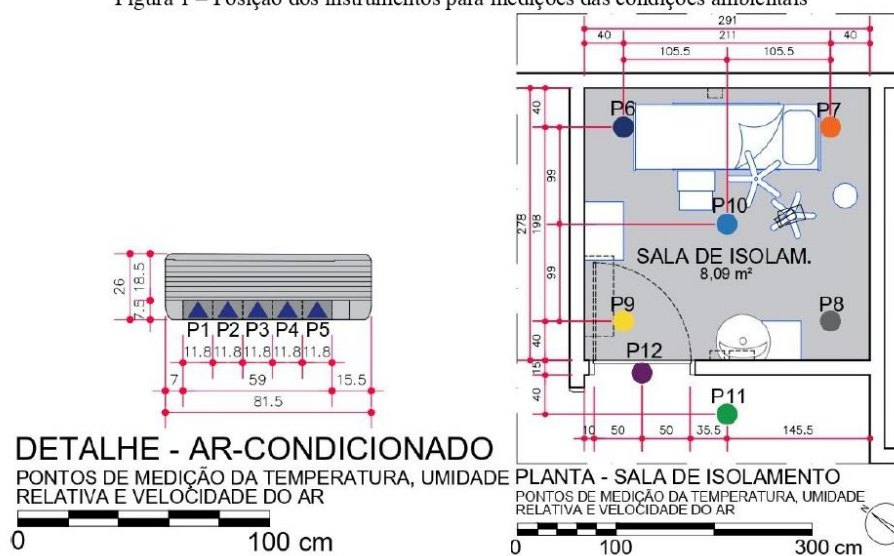 Figura 1 – Posição dos instrumentos para medições das condições ambientais
26
18.5
7.5
P1 P2 P3 P4 P5
11.8 11.8 11.8 11.8 11.8
7 59 15.5
81.5
DETALHE - AR-CONDICIONADO
PONTOS DE MEDIÇÃO DA TEMPERATURA, UMIDADE
RELATIVA E VELOCIDADE DO AR
0 100 cm
291
40 211 40
105.5 105.5
40
P6 P7
99
278
198
P10
SALA DE ISOLAM.
8,09 m²
99
P9 P8
40
15
P12
40
P11
10 50 50 35.5 145.5
PLANTA - SALA DE ISOLAMENTO
PONTOS DE MEDIÇÃO DA TEMPERATURA, UMIDADE
RELATIVA E VELOCIDADE DO AR
0 100 300 cm
N